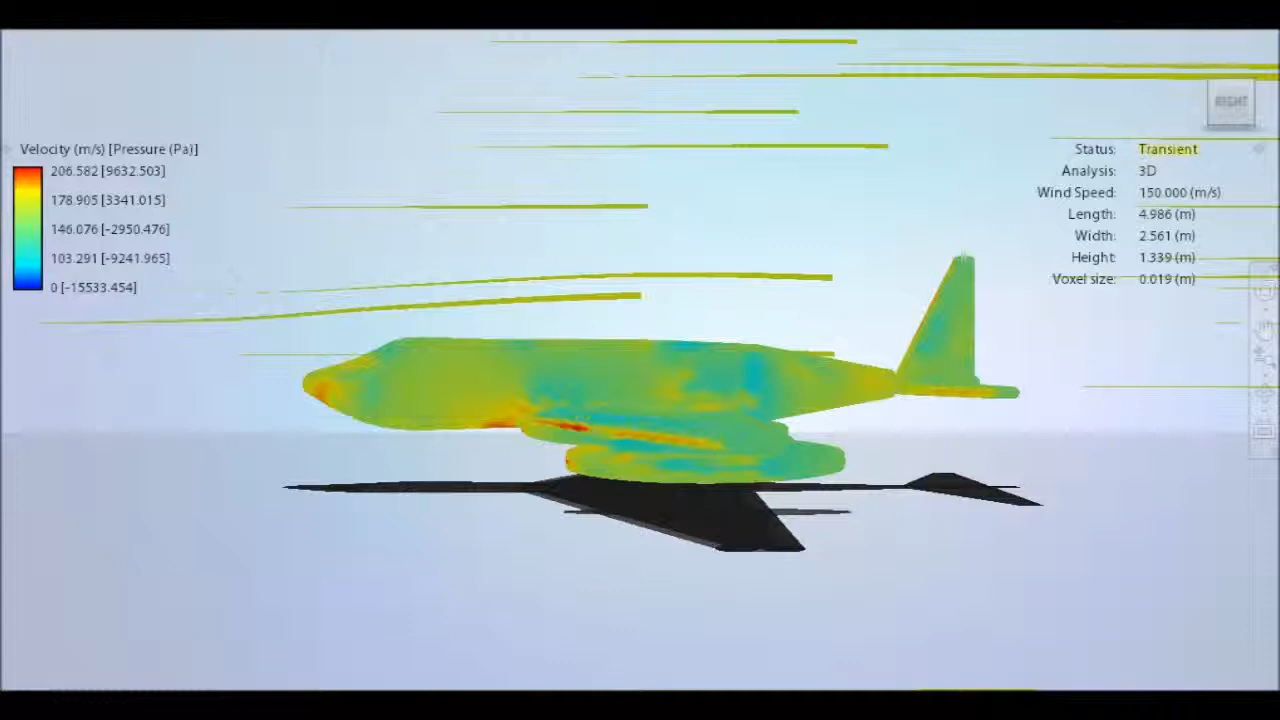 RIGHT
Velocity (m/s) [Pressure (Pa)]
206.582 [9632.503]
178.905 [3341.015]
146.076 [-2950.476]
103.291 [-9241.965]
0 [-15533.454]
Status: Transient
Analysis: 3D
Wind Speed: 150.000 (m/s)
Length: 4.986 (m)
Width: 2.561 (m)
Height: 1.339 (m)
Voxel size: 0.019 (m)